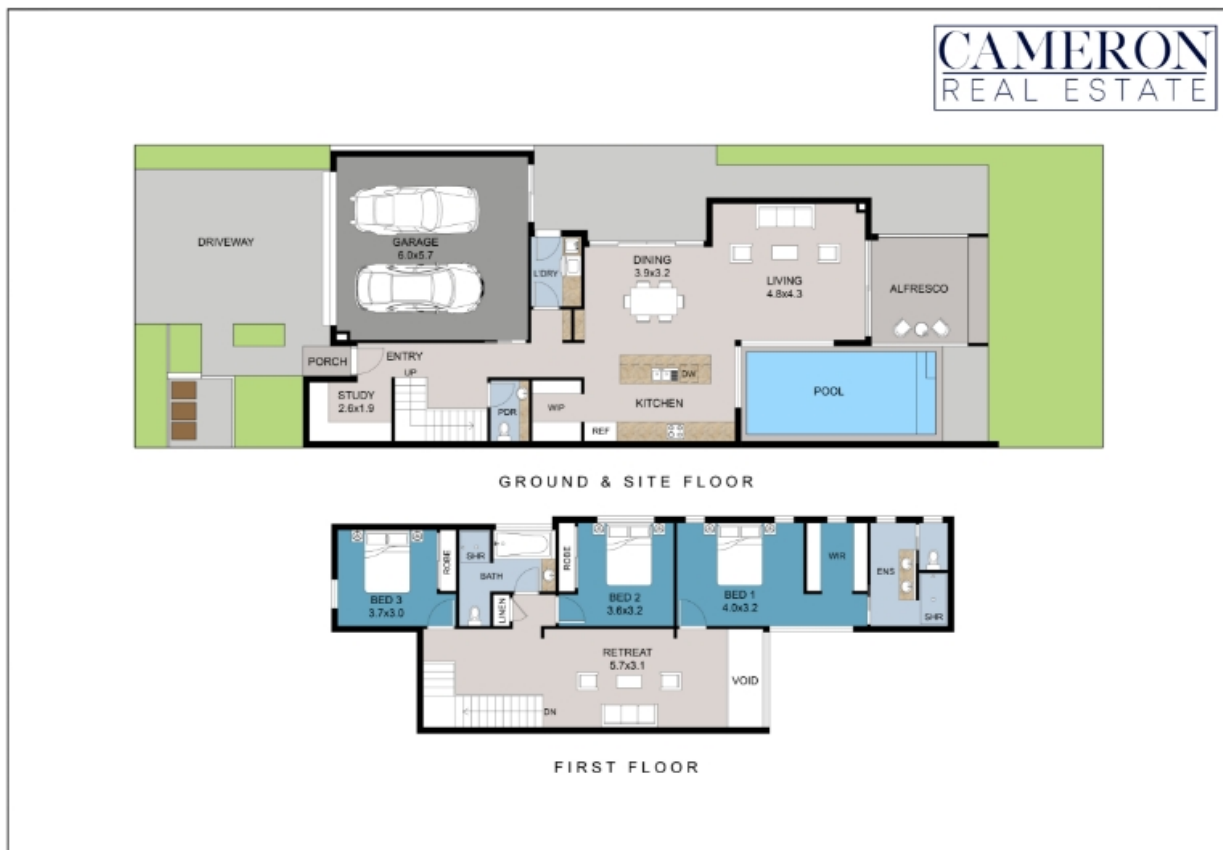 CAMERON
REAL ESTATE
DRIVEWAY
GARAGE
6.0x5.7
L'DRY
DINING
3.9x3.2
LIVING
4.8x4.3
ALFRESCO
PORCH
ENTRY
UP
STUDY
2.6x1.9
PDR
WIP
REF
KITCHEN
DW
POOL
GROUND & SITE FLOOR
BED 3
3.7x3.0
ROBE
SHR
BATH
LINEN
ROBE
BED 2
3.6x3.2
BED 1
4.0x3.2
WIR
ENS
SHR
RETREAT
5.7x3.1
VOID
DN
FIRST FLOOR